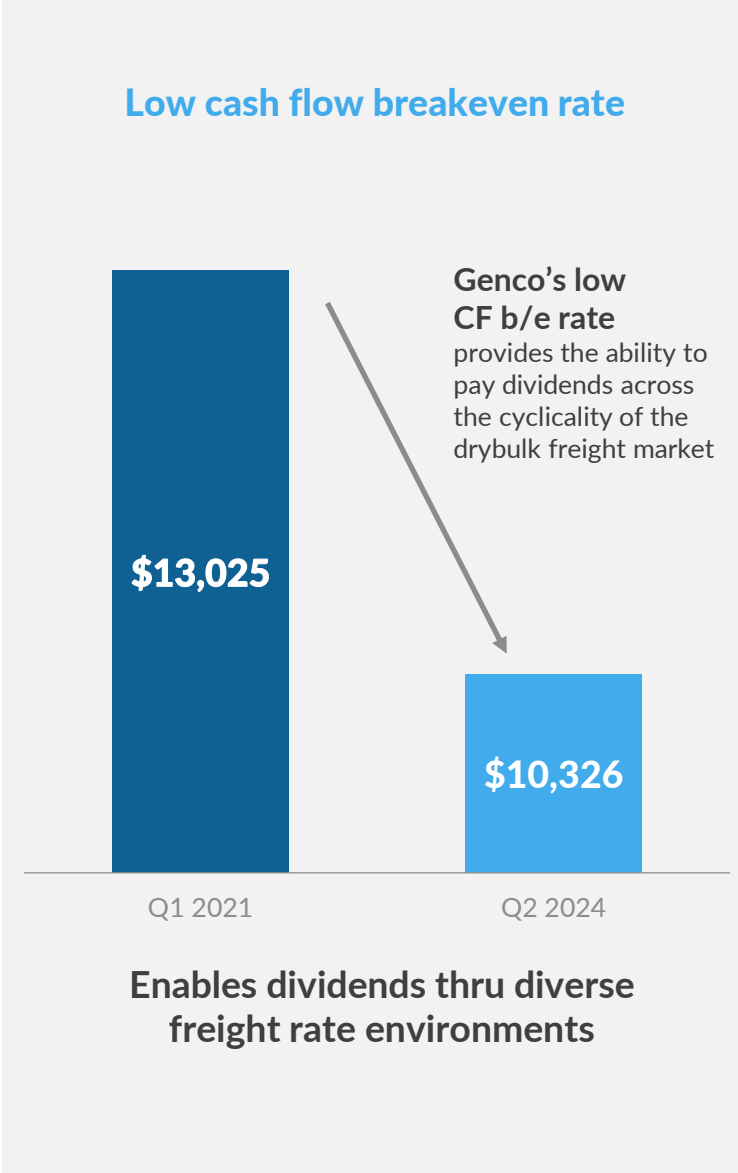 Low cash flow breakeven rate
Genco’s low
CF b/e rate
provides the ability to
pay dividends across
the cyclicality of the
drybulk freight market
$13,025
$10,326
Q1 2021
Q2 2024
Enables dividends thru diverse
freight rate environments